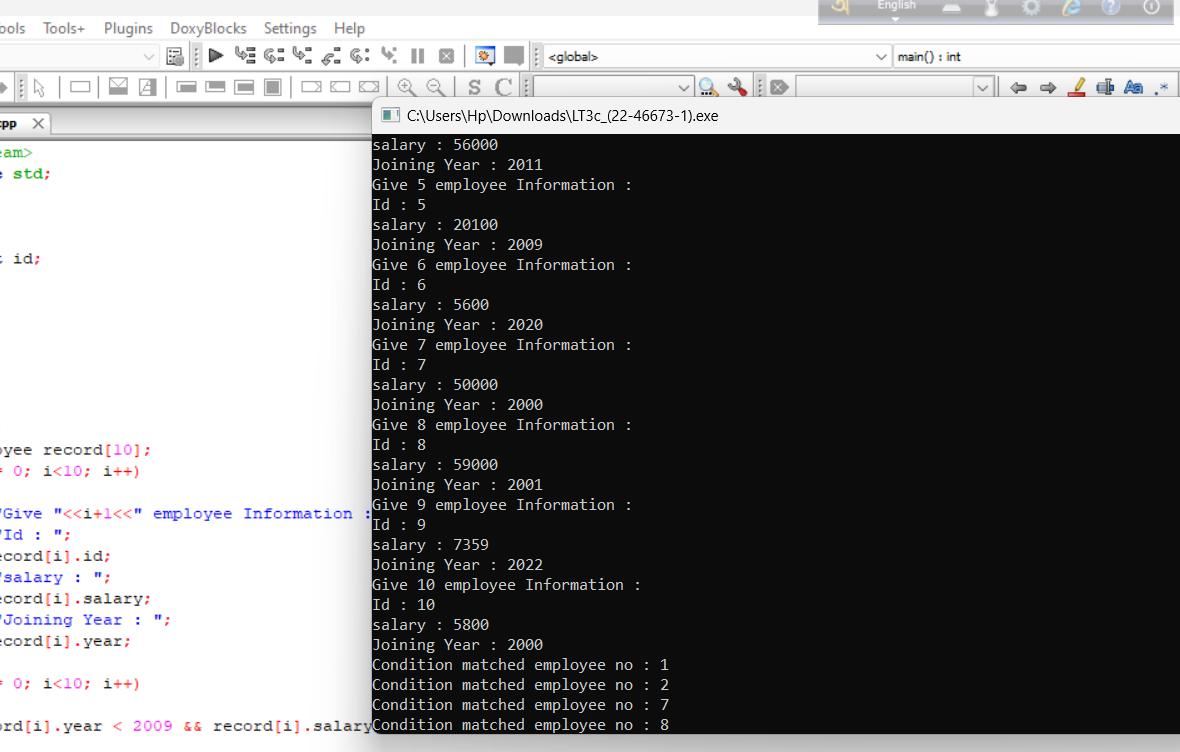 English
ools Tools+ Plugins DoxyBlocks Settings Help
<global> main() : int
S C Aa .*
cpp
C:\Users\Hp\Downloads\LT3c_(22-46673-1).exe
eam>
e std;
t id;
oyee record[10];
= 0; i<10; i++)
"Give "<<i+1<<" employee Information :
"Id : ";
ecord[i].id;
"salary : ";
ecord[i].salary;
"Joining Year : ";
ecord[i].year;
= 0; i<10; i++)
ord[i].year < 2009 && record[i].salary
salary : 56000
Joining Year : 2011
Give 5 employee Information :
Id : 5
salary : 20100
Joining Year : 2009
Give 6 employee Information :
Id : 6
salary : 5600
Joining Year : 2020
Give 7 employee Information :
Id : 7
salary : 50000
Joining Year : 2000
Give 8 employee Information :
Id : 8
salary : 59000
Joining Year : 2001
Give 9 employee Information :
Id : 9
salary : 7359
Joining Year : 2022
Give 10 employee Information :
Id : 10
salary : 5800
Joining Year : 2000
Condition matched employee no : 1
Condition matched employee no : 2
Condition matched employee no : 7
Condition matched employee no : 8